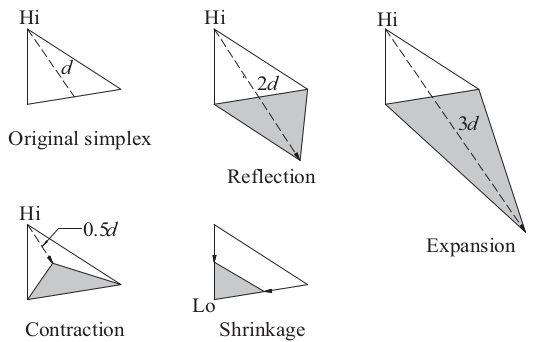 Hi
Hi
Hi
d
2d
3d
Original simplex
Reflection
Expansion
Hi
0.5d
Lo
Contraction
Shrinkage